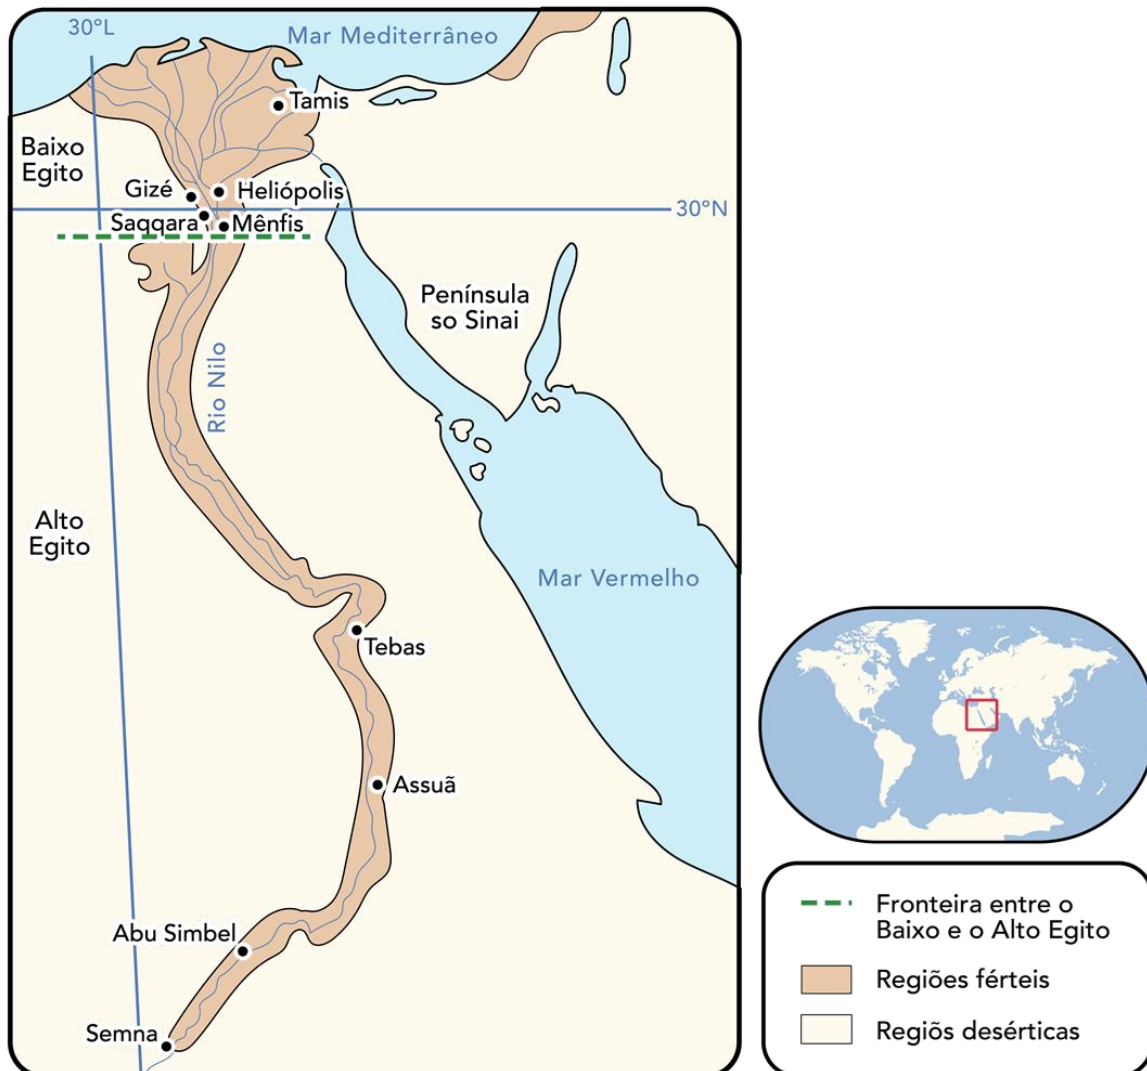 30°L
Mar Mediterrâneo
Tamis
Baixo
Egito
Gizé
Heliópolis
30°N
Saqqara
Mênfis
Península
so Sinai
Rio Nilo
Alto
Egito
Mar Vermelho
Tebas
Assuã
Abu Simbel
Semna
Fronteira entre o
Baixo e o Alto Egito
Regiões férteis
Regiõs desérticas